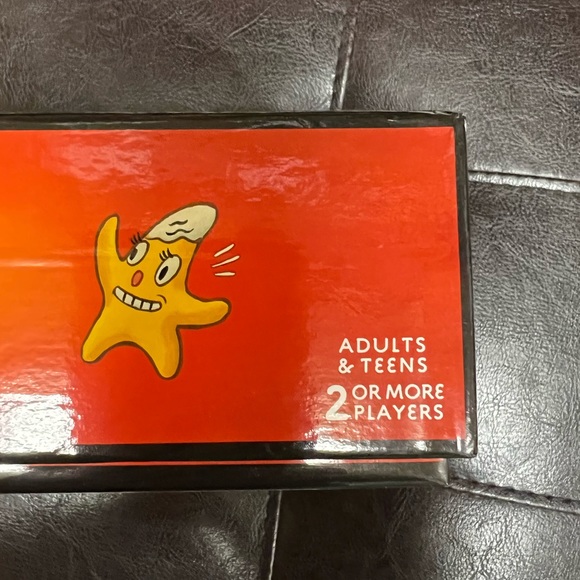 ADULTS
& TEENS
2 OR MORE
PLAYERS